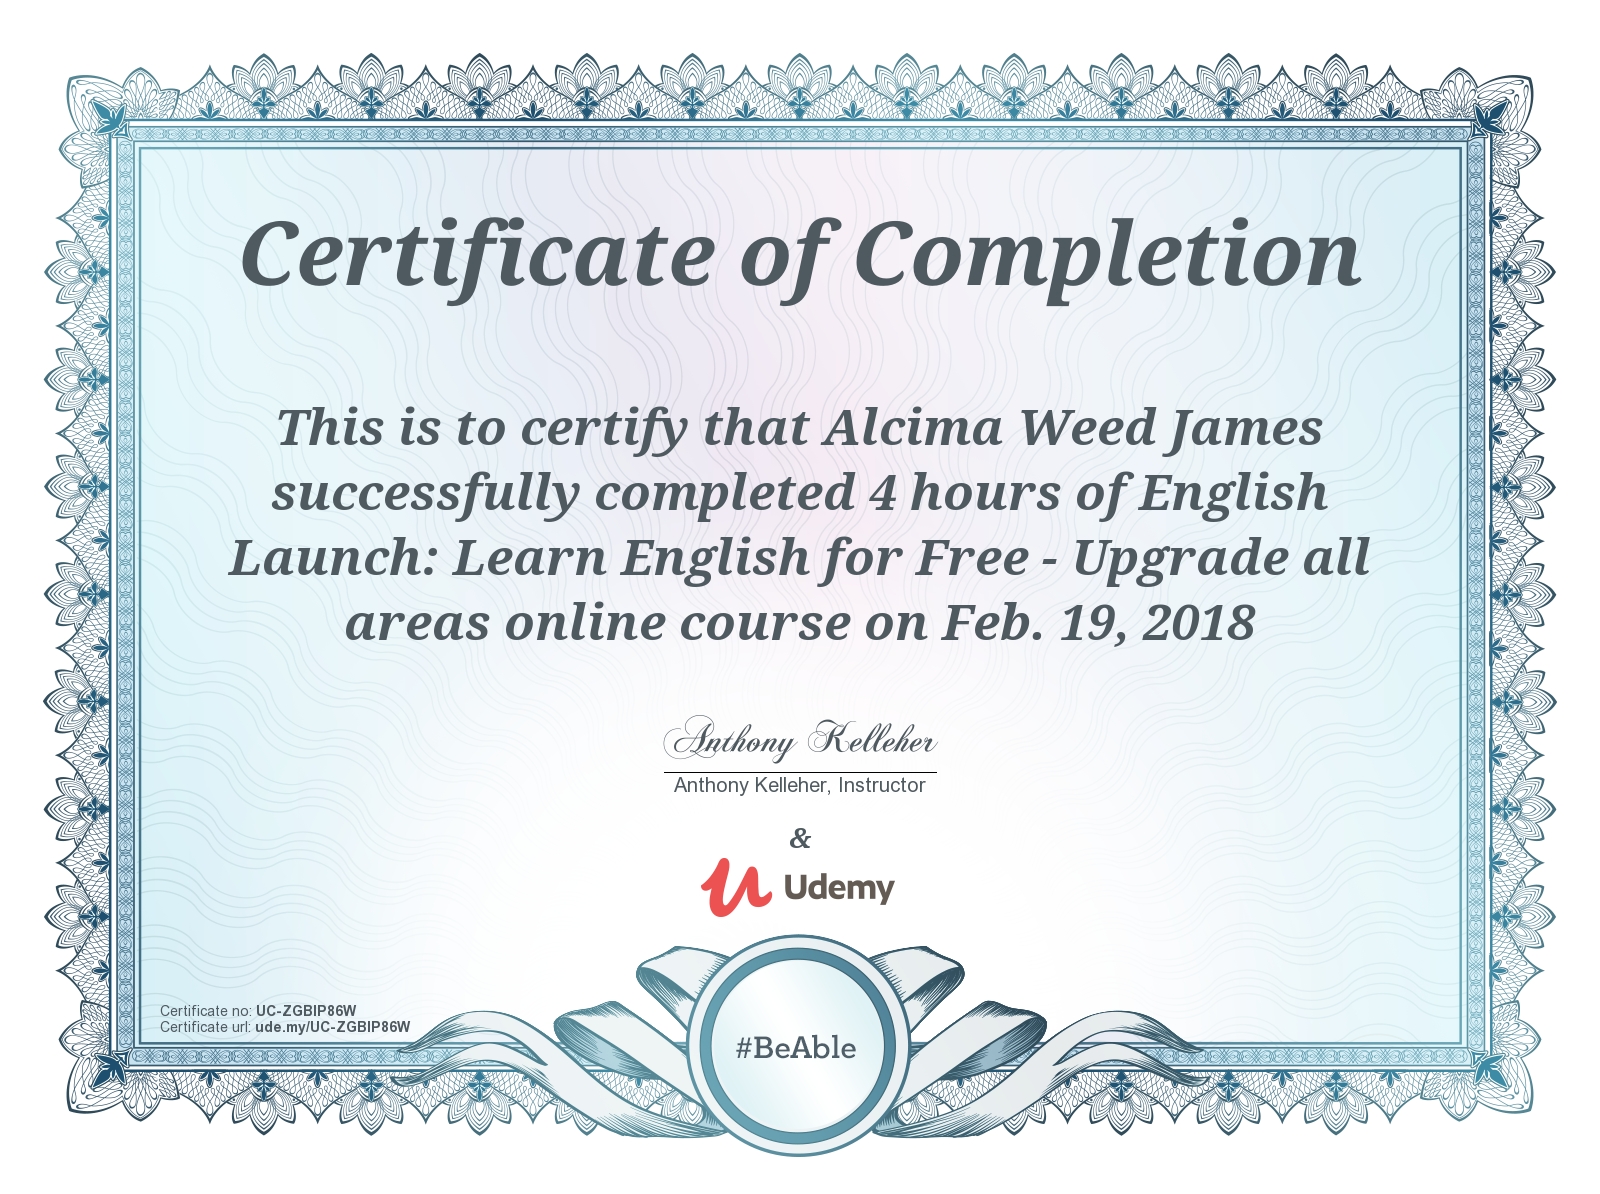 Certificate of Completion
This is to certify that Alcima Weed James
successfully completed 4 hours of English
Launch: Learn English for Free - Upgrade all
areas online course on Feb. 19, 2018
Anthony Kelleher
Anthony Kelleher, Instructor
&
Udemy
Certificate no: UC-ZGBIP86W
Certificate url: ude.my/UC-ZGBIP86W
#BeAble